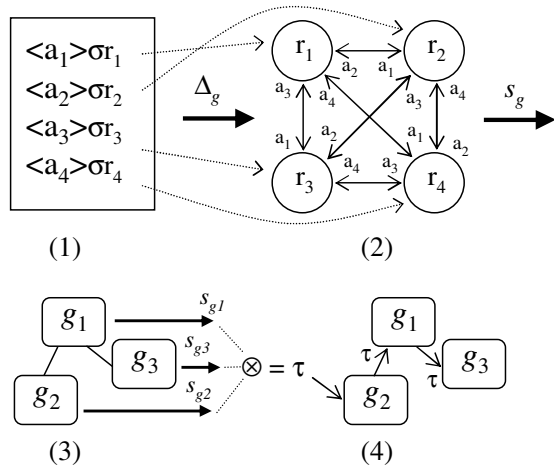 <a₁>σr₁
<a₂>σr₂
<a₃>σr₃
<a₄>σr₄
Δg
r₁ a₂ a₁ r₂
a₃ a₄ a₃ a₄
a₁ a₂ a₁ a₂
r₃ a₄ a₃ r₄
sg
(1) (2)
g₁ sg1
g₃ sg3
g₂ sg2
⊗ = τ
g₁
τ τ g₃
g₂
(3) (4)